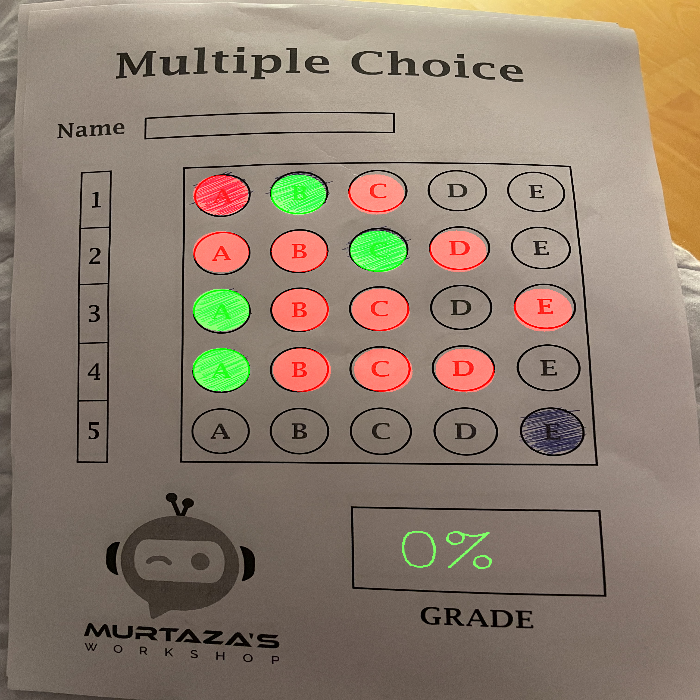 Multiple Choice
Name
1 A B C D E
2 A B C D E
3 A B C D E
4 A B C D E
5 A B C D E
0%
GRADE
MURTAZA'S
WORKSHOP